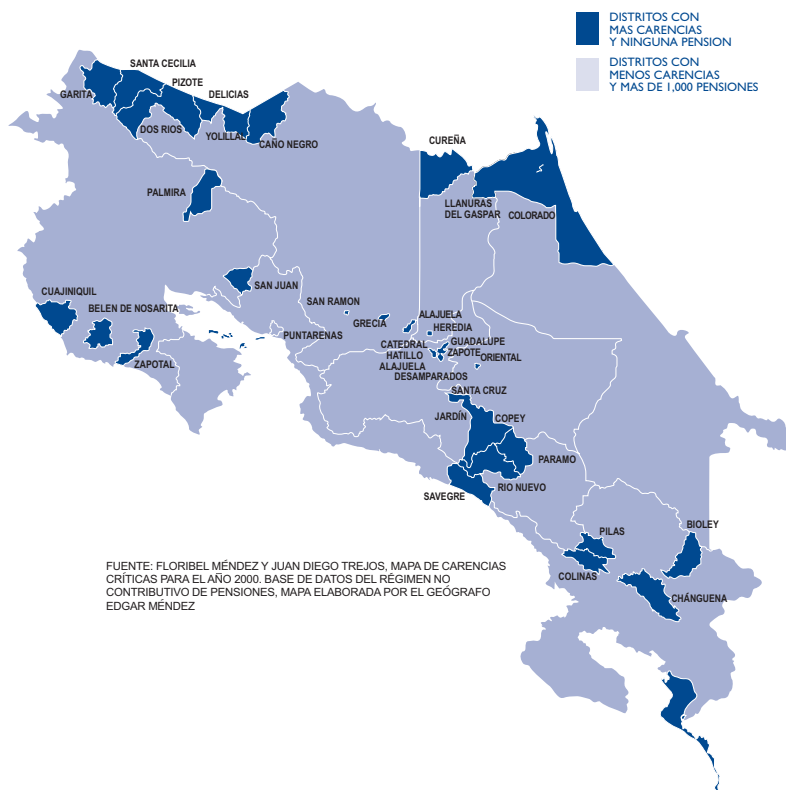 DISTRITOS CON
MAS CARENCIAS
Y NINGUNA PENSION
DISTRITOS CON
MENOS CARENCIAS
Y MAS DE 1,000 PENSIONES
SANTA CECILIA
PIZOTE
DELICIAS
GARITA
DOS RIOS
YOLILLAL
CAÑO NEGRO
CUREÑA
PALMIRA
LLANURAS
DEL GASPAR
COLORADO
CUAJINIQUIL
BELEN DE NOSARITA
SAN JUAN
SAN RAMON
GRECIA
ALAJUELA
HEREDIA
PUNTARENAS
CATEDRAL
GUADALUPE
HATILLO
ZAPOTE
ORIENTAL
ZAPOTAL
ALAJUELA
DESAMPARADOS
SANTA CRUZ
JARDÍN
COPEY
PARAMO
RIO NUEVO
SAVEGRE
PILAS
BIOLEY
COLINAS
CHÁNGUENA
FUENTE: FLORIBEL MÉNDEZ Y JUAN DIEGO TREJOS, MAPA DE CARENCIAS
CRÍTICAS PARA EL AÑO 2000. BASE DE DATOS DEL RÉGIMEN NO
CONTRIBUTIVO DE PENSIONES, MAPA ELABORADA POR EL GEÓGRAFO
EDGAR MÉNDEZ